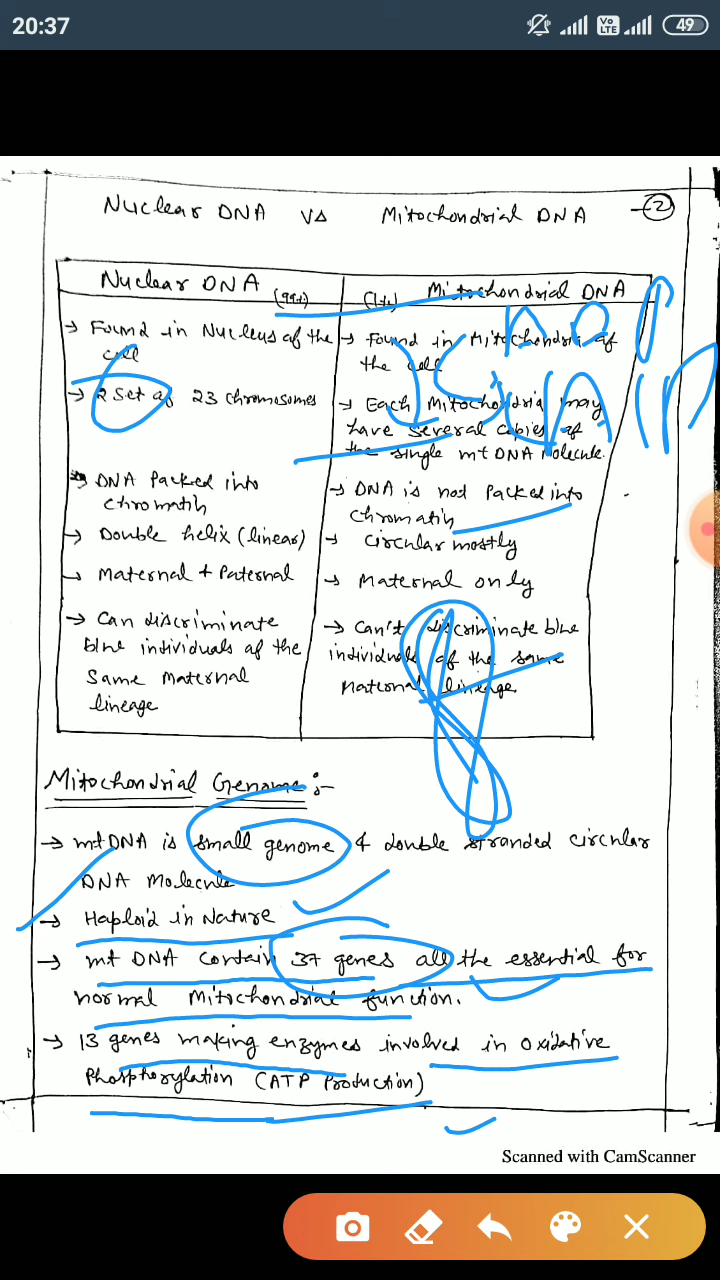 20:37
Vo LTE
49
Nuclear DNA vs Mitochondrial DNA
2
Nuclear DNA (99%)
→ Found in Nucleus of the
cell
→ 2 set of 23 chromosomes
→ DNA Packed into
chromatin
→ Double helix (linear)
→ Maternal + Paternal
→ Can discriminate
b/w individuals of the
Same maternal
lineage
(1%) Mitochondrial DNA
→ Found in Mitochondria of
the cell
→ Each Mitochondria may
have several copies of
the single mt DNA Molecule.
→ DNA is not Packed into
chromatin
→ Circular mostly
→ Maternal only
→ Can't discriminate b/w
individuals of the same
maternal lineage.
Mitochondrial Genome :-
→ mt DNA is small genome & double stranded circular
DNA Molecule
→ Haploid in Nature
→ mt DNA contain 37 genes all the essential for
normal Mitochondrial function.
→ 13 genes making enzymes involved in oxidative
Phosphorylation (ATP Production)
Scanned with CamScanner